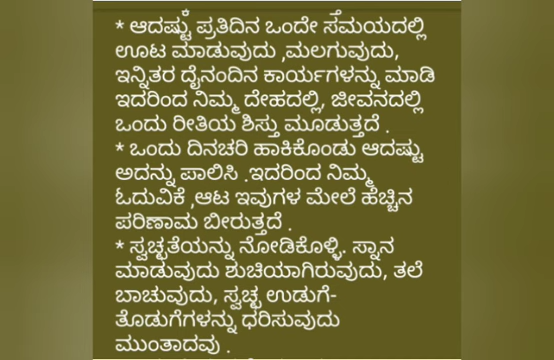 * ಆದಷ್ಟು ಪ್ರತಿದಿನ ಒಂದೇ ಸಮಯದಲ್ಲಿ
ಊಟ ಮಾಡುವುದು ,ಮಲಗುವುದು,
ಇನ್ನಿತರ ದೈನಂದಿನ ಕಾರ್ಯಗಳನ್ನು ಮಾಡಿ
ಇದರಿಂದ ನಿಮ್ಮ ದೇಹದಲ್ಲಿ, ಜೀವನದಲ್ಲಿ
ಒಂದು ರೀತಿಯ ಶಿಸ್ತು ಮೂಡುತ್ತದೆ .
* ಒಂದು ದಿನಚರಿ ಹಾಕಿಕೊಂಡು ಆದಷ್ಟು
ಅದನ್ನು ಪಾಲಿಸಿ .ಇದರಿಂದ ನಿಮ್ಮ
ಓದುವಿಕೆ ,ಆಟ ಇವುಗಳ ಮೇಲೆ ಹೆಚ್ಚಿನ
ಪರಿಣಾಮ ಬೀರುತ್ತದೆ .
* ಸ್ವಚ್ಛತೆಯನ್ನು ನೋಡಿಕೊಳ್ಳಿ. ಸ್ನಾನ
ಮಾಡುವುದು ಶುಚಿಯಾಗಿರುವುದು, ತಲೆ
ಬಾಚುವುದು, ಸ್ವಚ್ಛ ಉಡುಗೆ-
ತೊಡುಗೆಗಳನ್ನು ಧರಿಸುವುದು
ಮುಂತಾದವು .